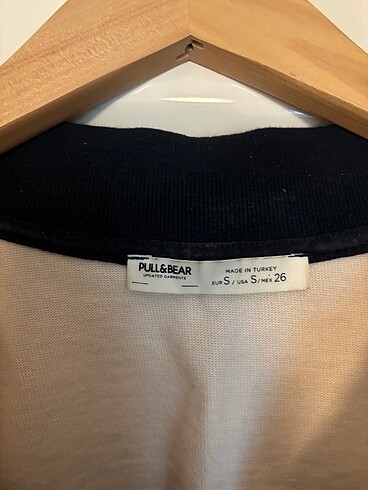 PULL&BEAR
UPDATED GARMENTS
MADE IN TURKEY
EUR S / USA S / MEX 26